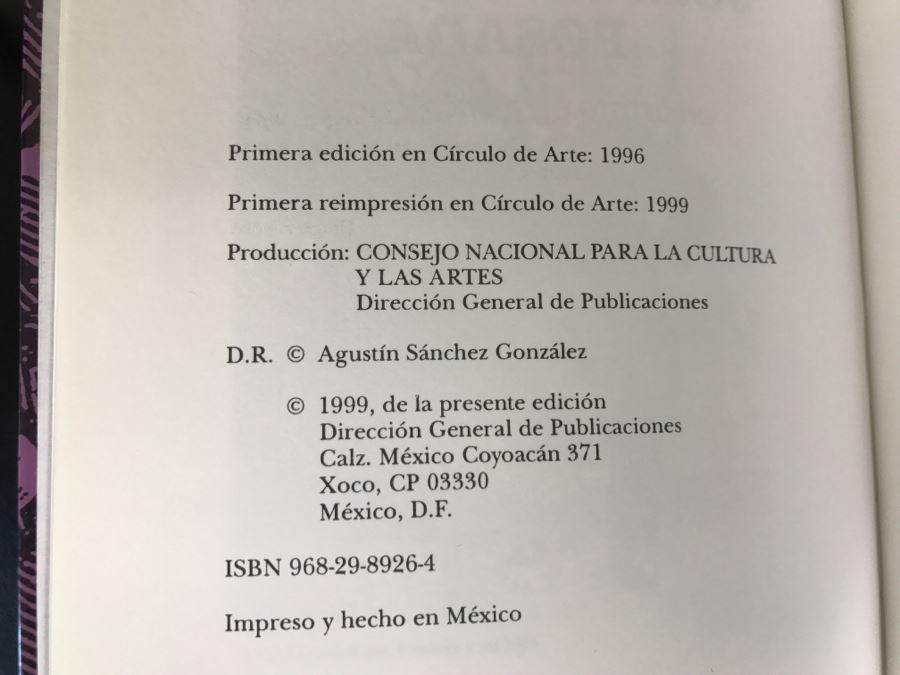 Primera edición en Círculo de Arte: 1996
Primera reimpresión en Círculo de Arte: 1999
Producción: CONSEJO NACIONAL PARA LA CULTURA
Y LAS ARTES
Dirección General de Publicaciones
D.R. © Agustín Sánchez González
© 1999, de la presente edición
Dirección General de Publicaciones
Calz. México Coyoacán 371
Xoco, CP 03330
México, D.F.
ISBN 968-29-8926-4
Impreso y hecho en México